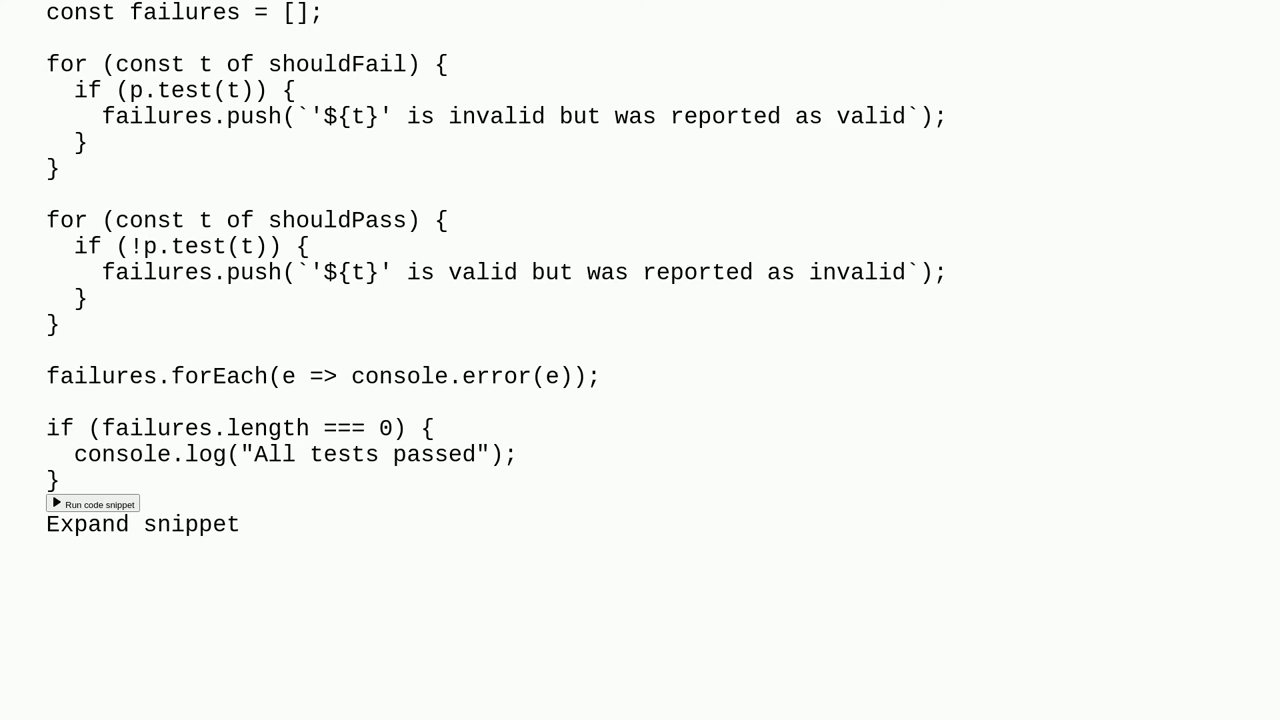 const failures = [];
for (const t of shouldFail) {
  if (p.test(t)) {
    failures.push(`'${t}' is invalid but was reported as valid`);
  }
}
for (const t of shouldPass) {
  if (!p.test(t)) {
    failures.push(`'${t}' is valid but was reported as invalid`);
  }
}
failures.forEach(e => console.error(e));
if (failures.length === 0) {
  console.log("All tests passed");
}
Run code snippet
Expand snippet